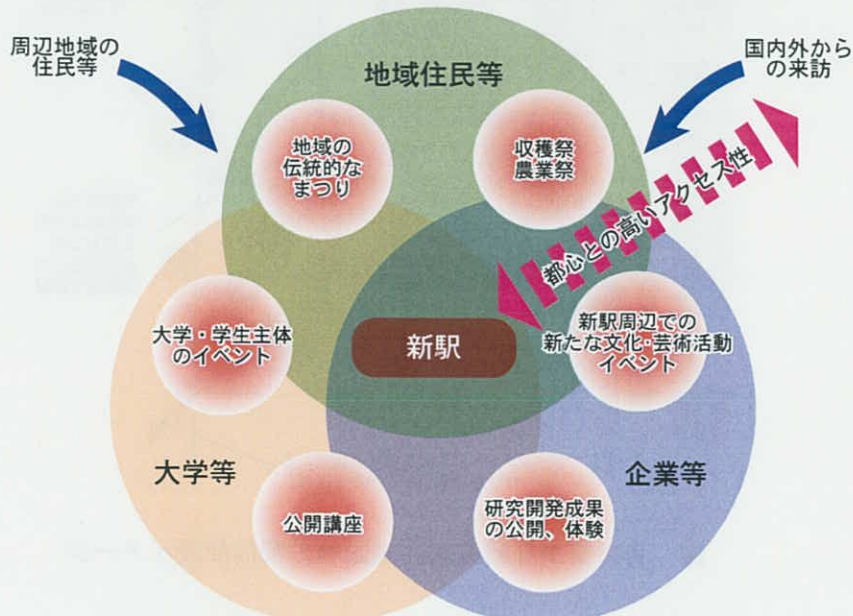 周辺地域の
住民等
国内外から
の来訪
地域住民等
地域の
伝統的な
まつり
収穫祭
農業祭
都心との高いアクセス性
大学・学生主体
のイベント
新駅
新駅周辺での
新たな文化・芸術活動
イベント
大学等
企業等
公開講座
研究開発成果
の公開、体験